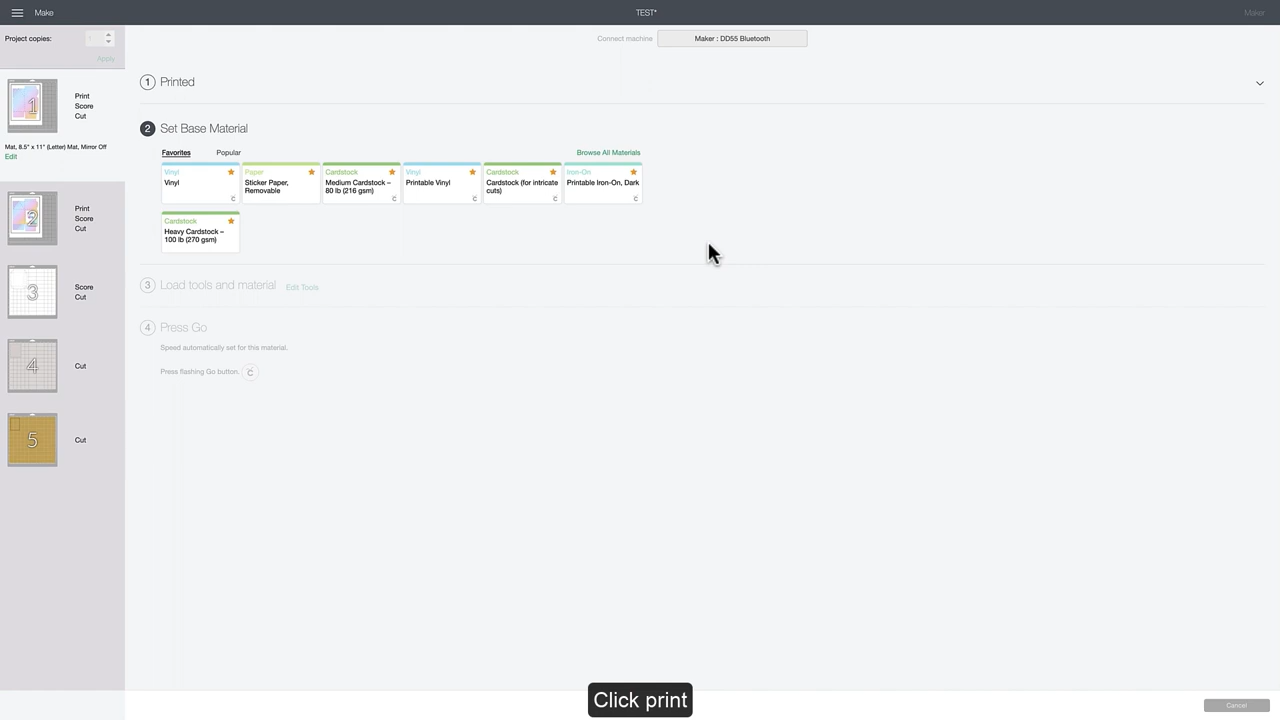 Make
TEST*
Maker
Project copies:
1
Apply
Connect machine
Maker : DD55 Bluetooth
1
Print
Score
Cut
Mat, 8.5" x 11" (Letter) Mat, Mirror Off
Edit
2
Print
Score
Cut
3
Score
Cut
4
Cut
5
Cut
1 Printed
2 Set Base Material
Favorites
Popular
Browse All Materials
Vinyl
Vinyl
C
Paper
Sticker Paper,
Removable
Cardstock
Medium Cardstock –
80 lb (216 gsm)
C
Vinyl
Printable Vinyl
C
Cardstock
Cardstock (for intricate
cuts)
C
Iron-On
Printable Iron-On, Dark
C
Cardstock
Heavy Cardstock –
100 lb (270 gsm)
3 Load tools and material
Edit Tools
4 Press Go
Speed automatically set for this material.
Press flashing Go button. C
Click print
Cancel